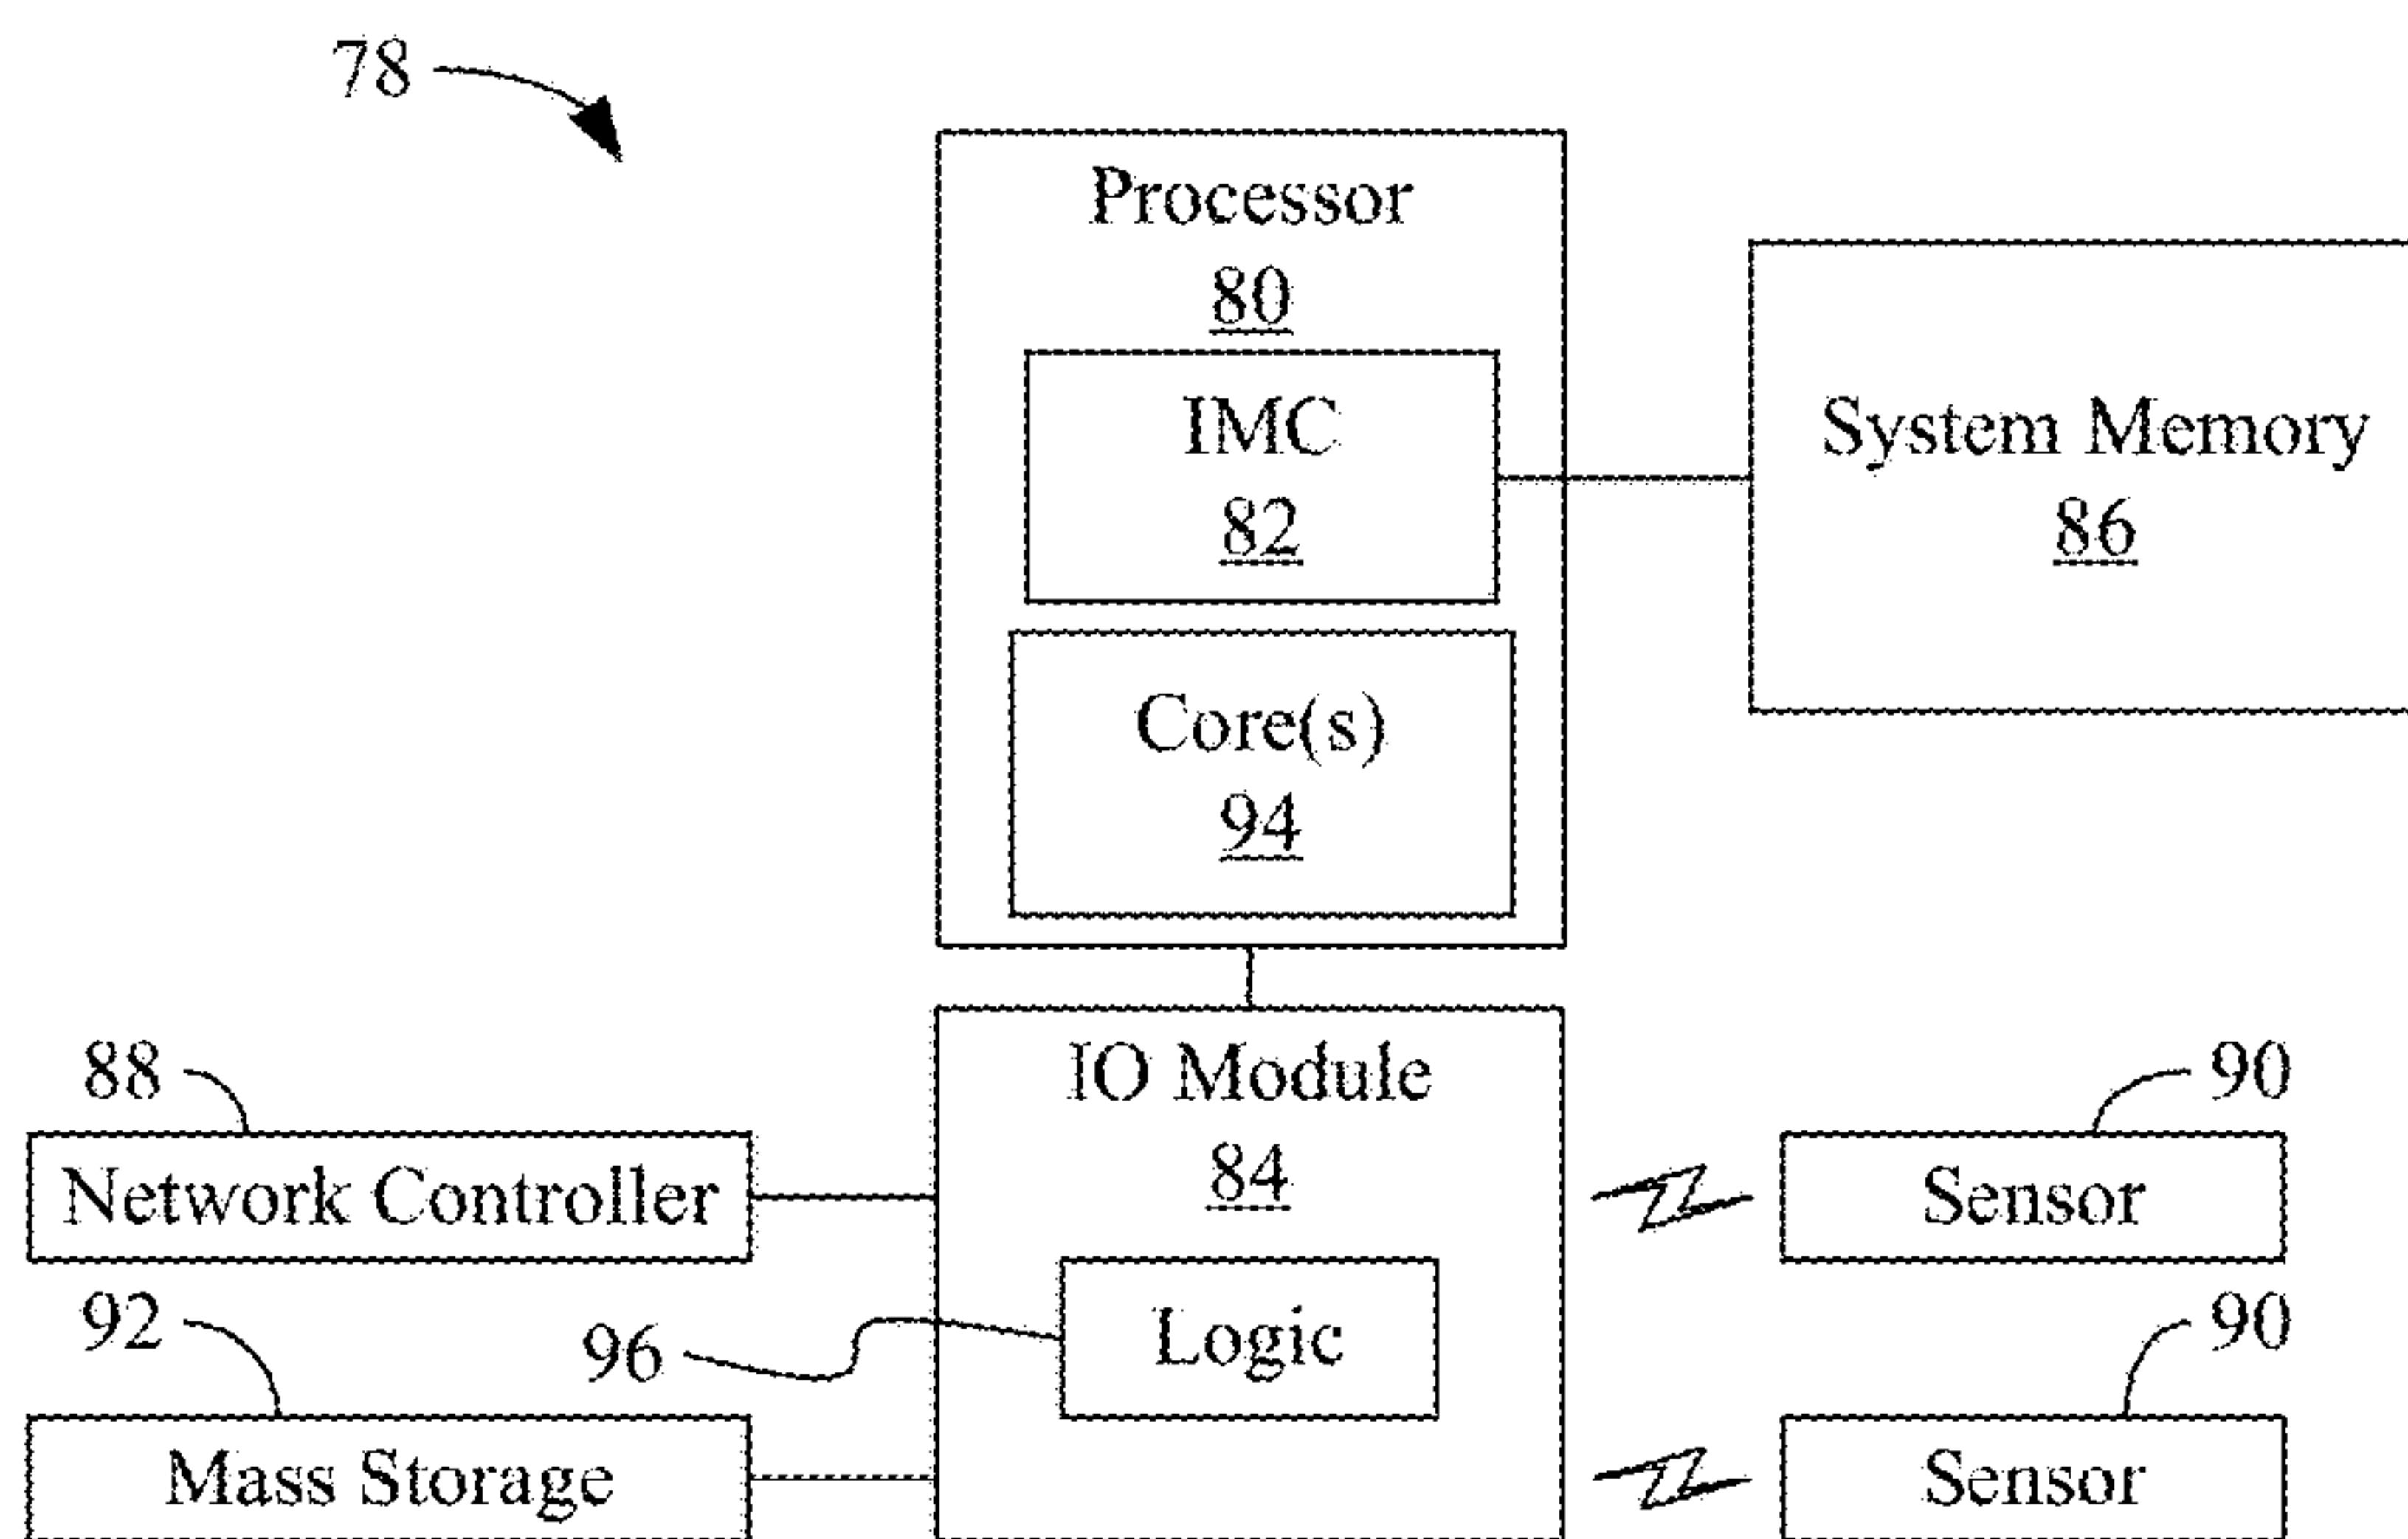 78
Processor
80
IMC
82
System Memory
86
Core(s)
94
IO Module
84
88
Network Controller
90
Sensor
92
96
Logic
90
Mass Storage
Sensor